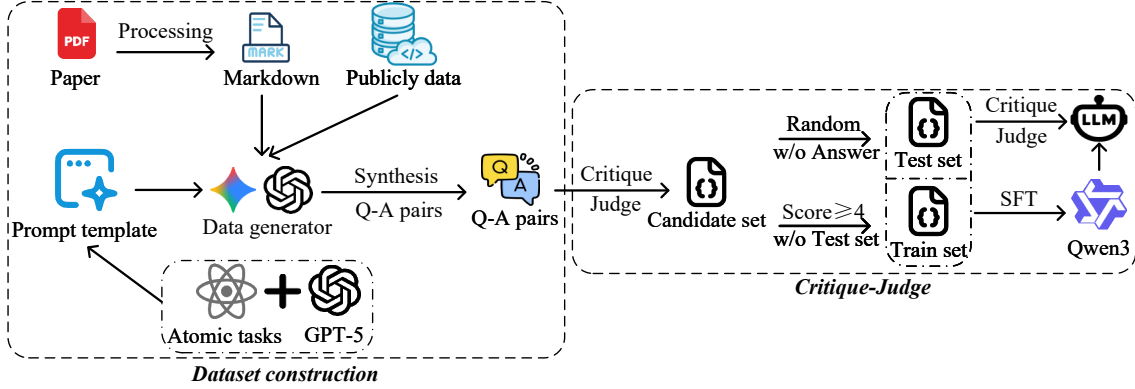 PDF
Processing
MARK
Paper
Markdown
Publicly data
Prompt template
Data generator
Synthesis
Q-A pairs
Q
A
Q-A pairs
Atomic tasks
GPT-5
Dataset construction
Critique
Judge
Candidate set
Random
w/o Answer
Score≥4
w/o Test set
Test set
Train set
Critique
Judge
LLM
SFT
Qwen3
Critique-Judge